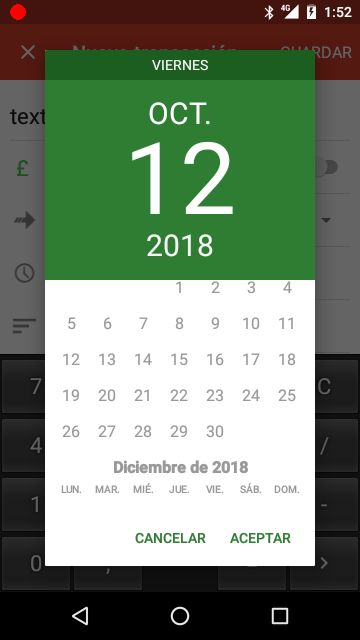 4G 1:52
VIERNES
Nueva transacción GUARDAR
OCT.
12
2018
text
£
1 2 3 4
5 6 7 8 9 10 11
12 13 14 15 16 17 18
19 20 21 22 23 24 25
26 27 28 29 30
Diciembre de 2018
LUN. MAR. MIÉ. JUE. VIE. SÁB. DOM.
CANCELAR ACEPTAR
7 C
4 /
1 -
0 , =